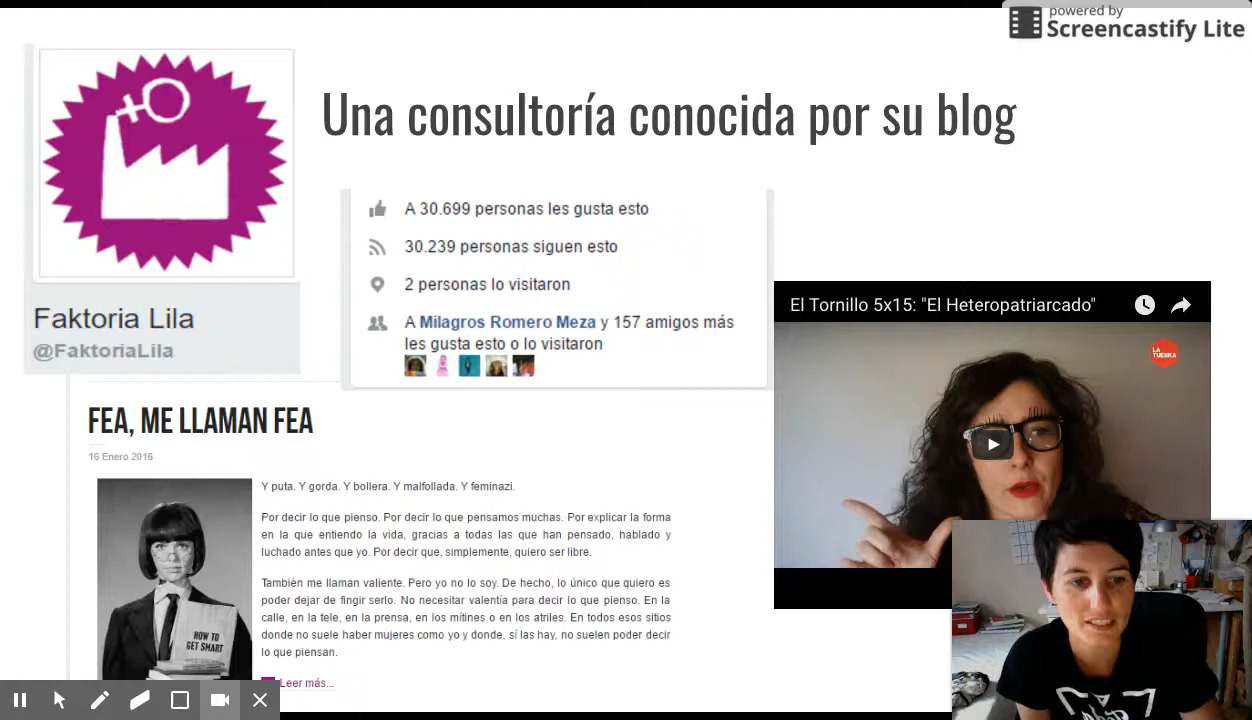 powered by
Screencastify Lite
Una consultoría conocida por su blog
A 30.699 personas les gusta esto
30.239 personas siguen esto
2 personas lo visitaron
A Milagros Romero Meza y 157 amigos más
les gusta esto o lo visitaron
Faktoria Lila
@FaktoriaLila
El Tornillo 5x15: "El Heteropatriarcado"
LA
TUERKA
FEA, ME LLAMAN FEA
16 Enero 2016
Y puta. Y gorda. Y bollera. Y malfollada. Y feminazi.
Por decir lo que pienso. Por decir lo que pensamos muchas. Por explicar la forma
en la que entiendo la vida, gracias a todas las que han pensado, hablado y
luchado antes que yo. Por decir que, simplemente, quiero ser libre.
También me llaman valiente. Pero yo no lo soy. De hecho, lo único que quiero es
poder dejar de fingir serlo. No necesitar valentía para decir lo que pienso. En la
calle, en la tele, en la prensa, en los mítines o en los atriles. En todos esos sitios
donde no suele haber mujeres como yo y donde, sí las hay, no suelen poder decir
lo que piensan.
HOW TO
GET SMART
Leer más...